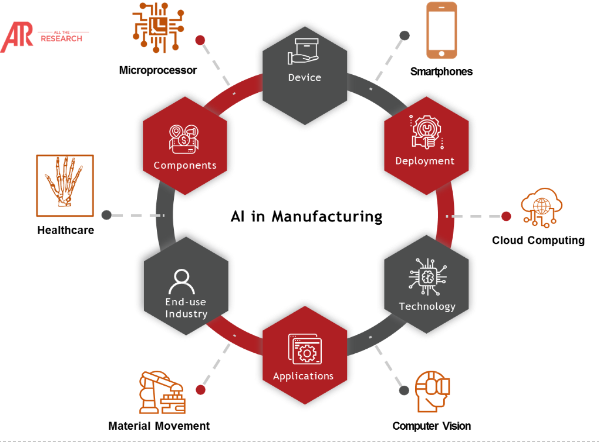 ALL THE
RESEARCH
Microprocessor
Device
Smartphones
Components
Deployment
Healthcare
AI in Manufacturing
Cloud Computing
End-use
Industry
Technology
Applications
Material Movement
Computer Vision